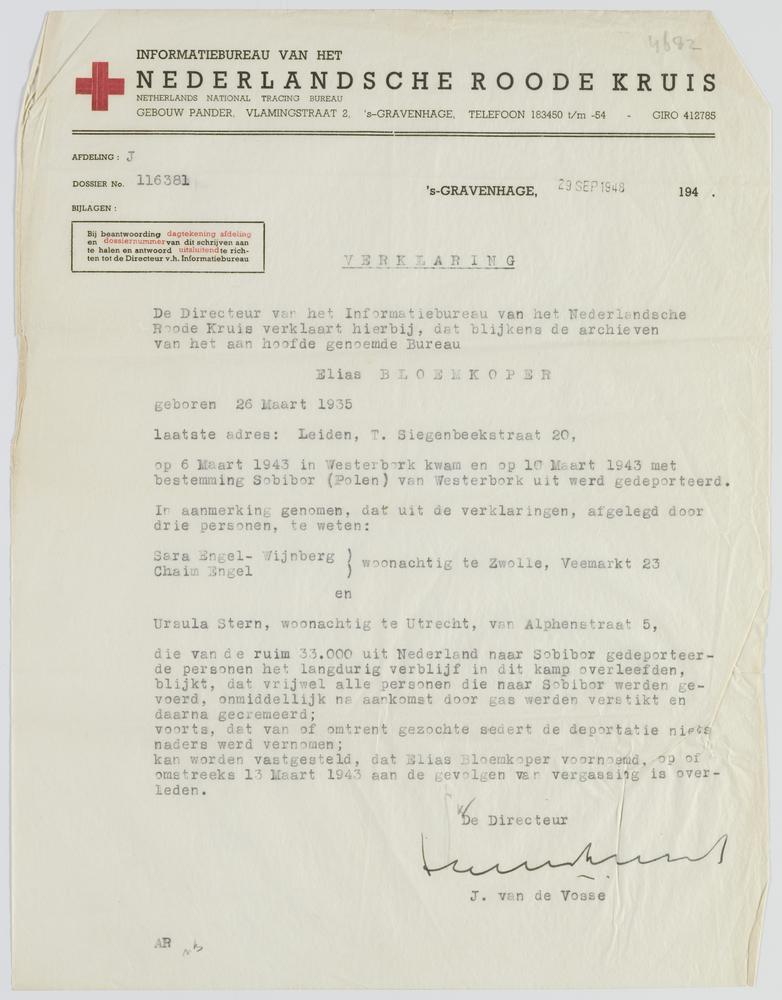 4682
INFORMATIEBUREAU VAN HET
NEDERLANDSCHE ROODE KRUIS
NETHERLANDS NATIONAL TRACING BUREAU
GEBOUW PANDER, VLAMINGSTRAAT 2, 's-GRAVENHAGE, TELEFOON 183450 t/m -54 - GIRO 412785
AFDELING : J
DOSSIER No. 116381
's-GRAVENHAGE, 29 SEP 1948 194 .
BIJLAGEN :
Bij beantwoording dagtekening afdeling
en dossiernummer van dit schrijven aan
te halen en antwoord uitsluitend te rich-
ten tot de Directeur v.h. Informatiebureau
VERKLARING
De Directeur van het Informatiebureau van het Nederlandsche
Roode Kruis verklaart hierbij, dat blijkens de archieven
van het aan hoofde genoemde Bureau
Elias BLOEMKOPER
geboren 26 Maart 1935
laatste adres: Leiden, T. Siegenbeekstraat 20,
op 6 Maart 1943 in Westerbork kwam en op 10 Maart 1943 met
bestemming Sobibor (Polen) van Westerbork uit werd gedeporteerd.
In aanmerking genomen, dat uit de verklaringen, afgelegd door
drie personen, te weten:
Sara Engel- Wijnberg )
Chaim Engel ) woonachtig te Zwolle, Veemarkt 23
en
Ursula Stern, woonachtig te Utrecht, van Alphenstraat 5,
die van de ruim 33.000 uit Nederland naar Sobibor gedeporteer-
de personen het langdurig verblijf in dit kamp overleefden,
blijkt, dat vrijwel alle personen die naar Sobibor werden ge-
voerd, onmiddellijk na aankomst door gas werden verstikt en
daarna gecremeerd;
voorts, dat van of omtrent gezochte sedert de deportatie niets
naders werd vernomen;
kan worden vastgesteld, dat Elias Bloemkoper voornoemd, op of
omstreeks 13 Maart 1943 aan de gevolgen van vergassing is over-
leden.
De Directeur
J. van de Vosse
AR